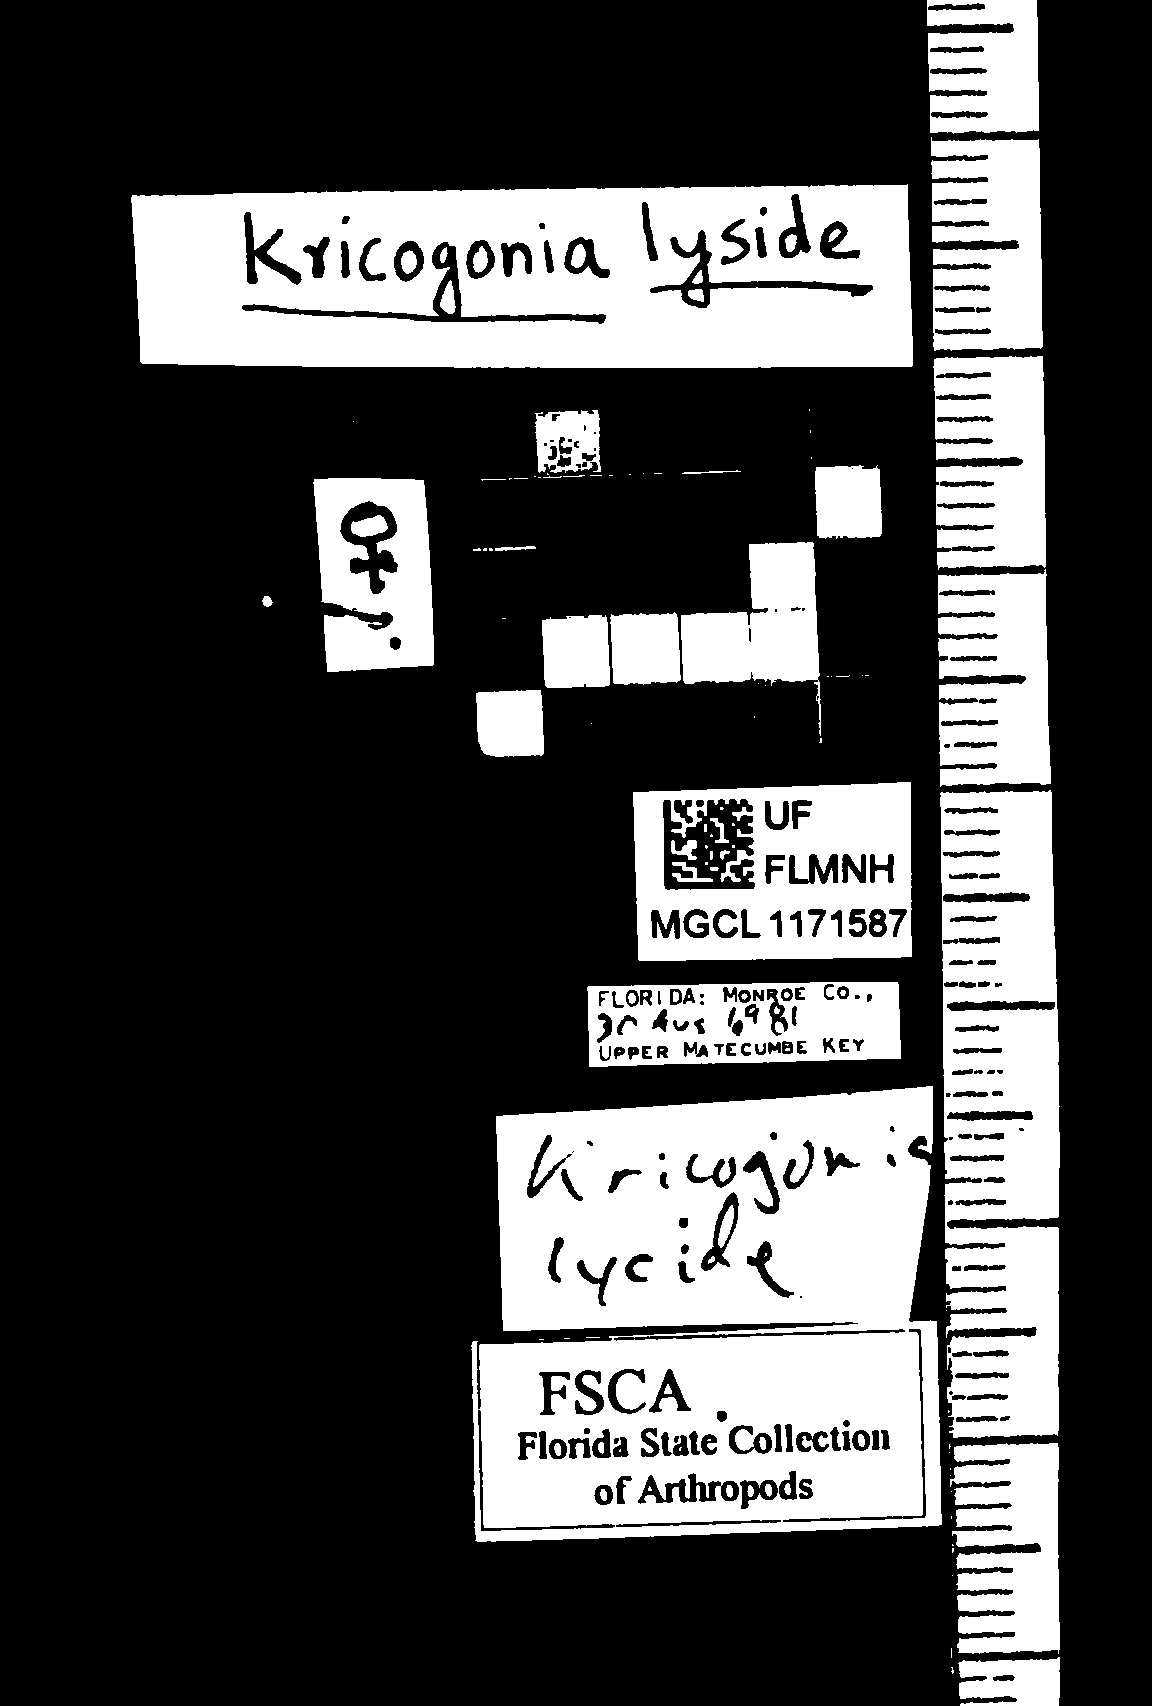 Kricogonia lyside
♀
UF
FLMNH
MGCL 1171587
FLORIDA: MONROE CO.,
30 Aug 1981
UPPER MATECUMBE KEY
Kricogonia
lycide
FSCA
Florida State Collection
of Arthropods